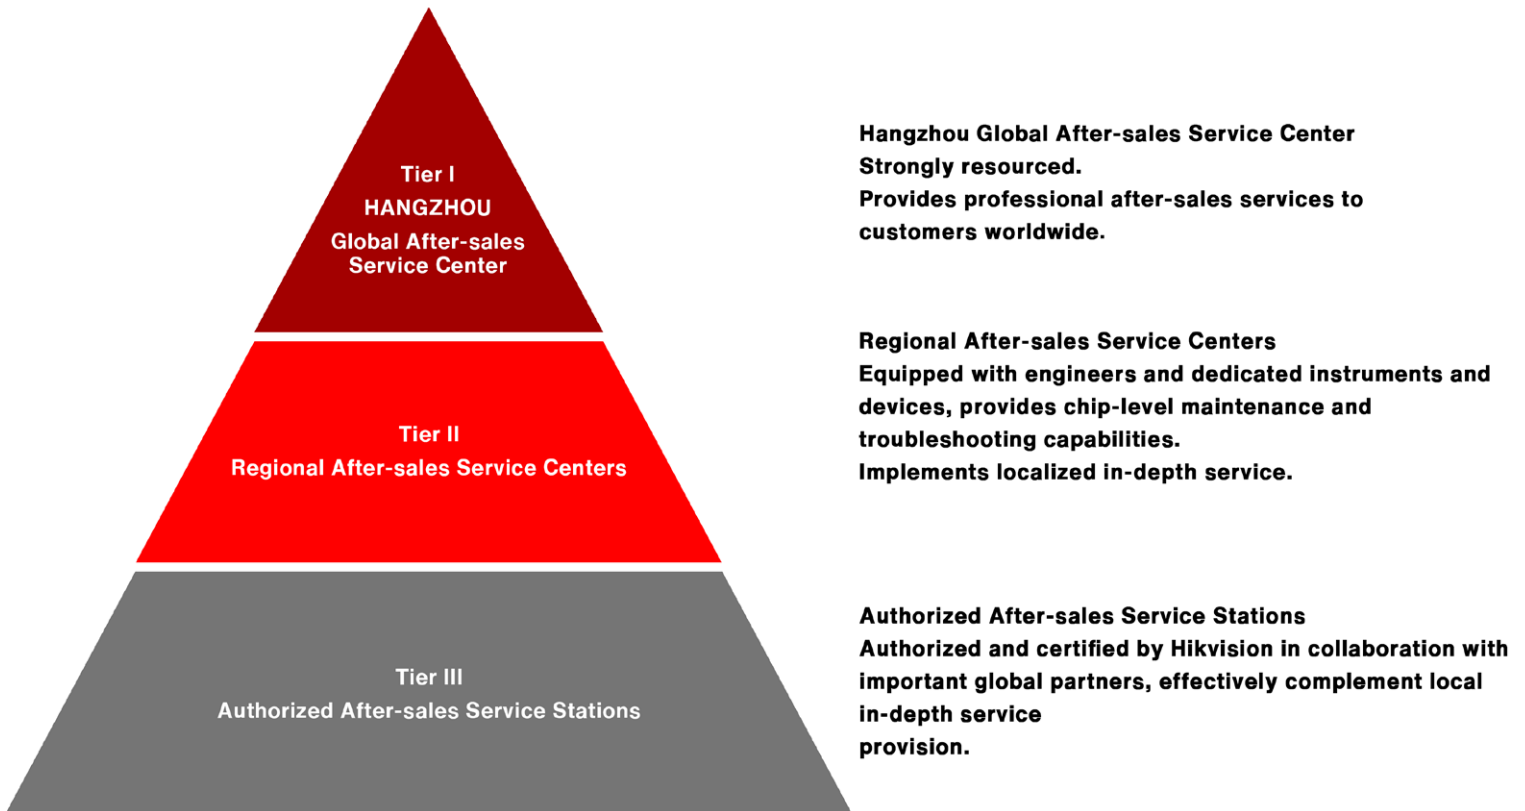 Tier I
HANGZHOU
Global After-sales
Service Center
Hangzhou Global After-sales Service Center
Strongly resourced.
Provides professional after-sales services to
customers worldwide.
Tier II
Regional After-sales Service Centers
Regional After-sales Service Centers
Equipped with engineers and dedicated instruments and
devices, provides chip-level maintenance and
troubleshooting capabilities.
Implements localized in-depth service.
Tier III
Authorized After-sales Service Stations
Authorized After-sales Service Stations
Authorized and certified by Hikvision in collaboration with
important global partners, effectively complement local
in-depth service
provision.